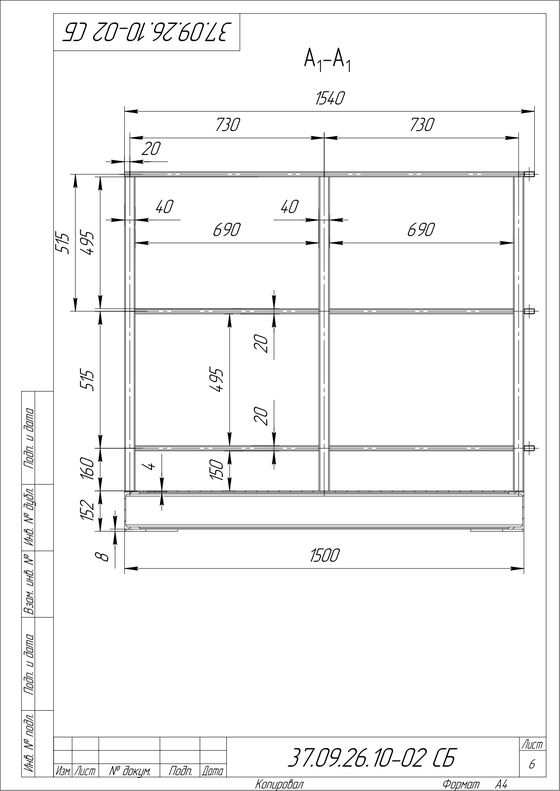 37.09.26.10-02 СБ
А1-А1
1540
730 730
20
40 40
690 690
515 495
20
515 495
20
160 4 150
152
8
1500
Подп. и дата
Инв. № дубл.
Взам. инв. №
Подп. и дата
Инв. № подл.
Изм. Лист № докум. Подп. Дата
37.09.26.10-02 СБ
Лист
6
Копировал Формат А4